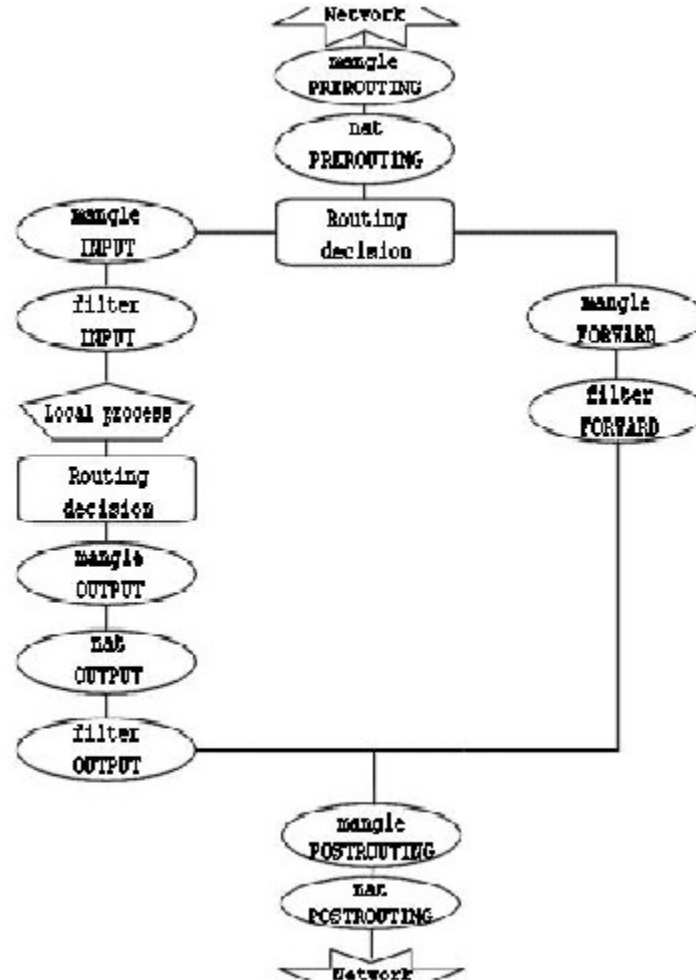 Network
mangle
PREROUTING
nat
PREROUTING
Routing
decision
mangle
INPUT
filter
INPUT
Local process
Routing
decision
mangle
OUTPUT
nat
OUTPUT
filter
OUTPUT
mangle
FORWARD
filter
FORWARD
mangle
POSTROUTING
nat
POSTROUTING
Network